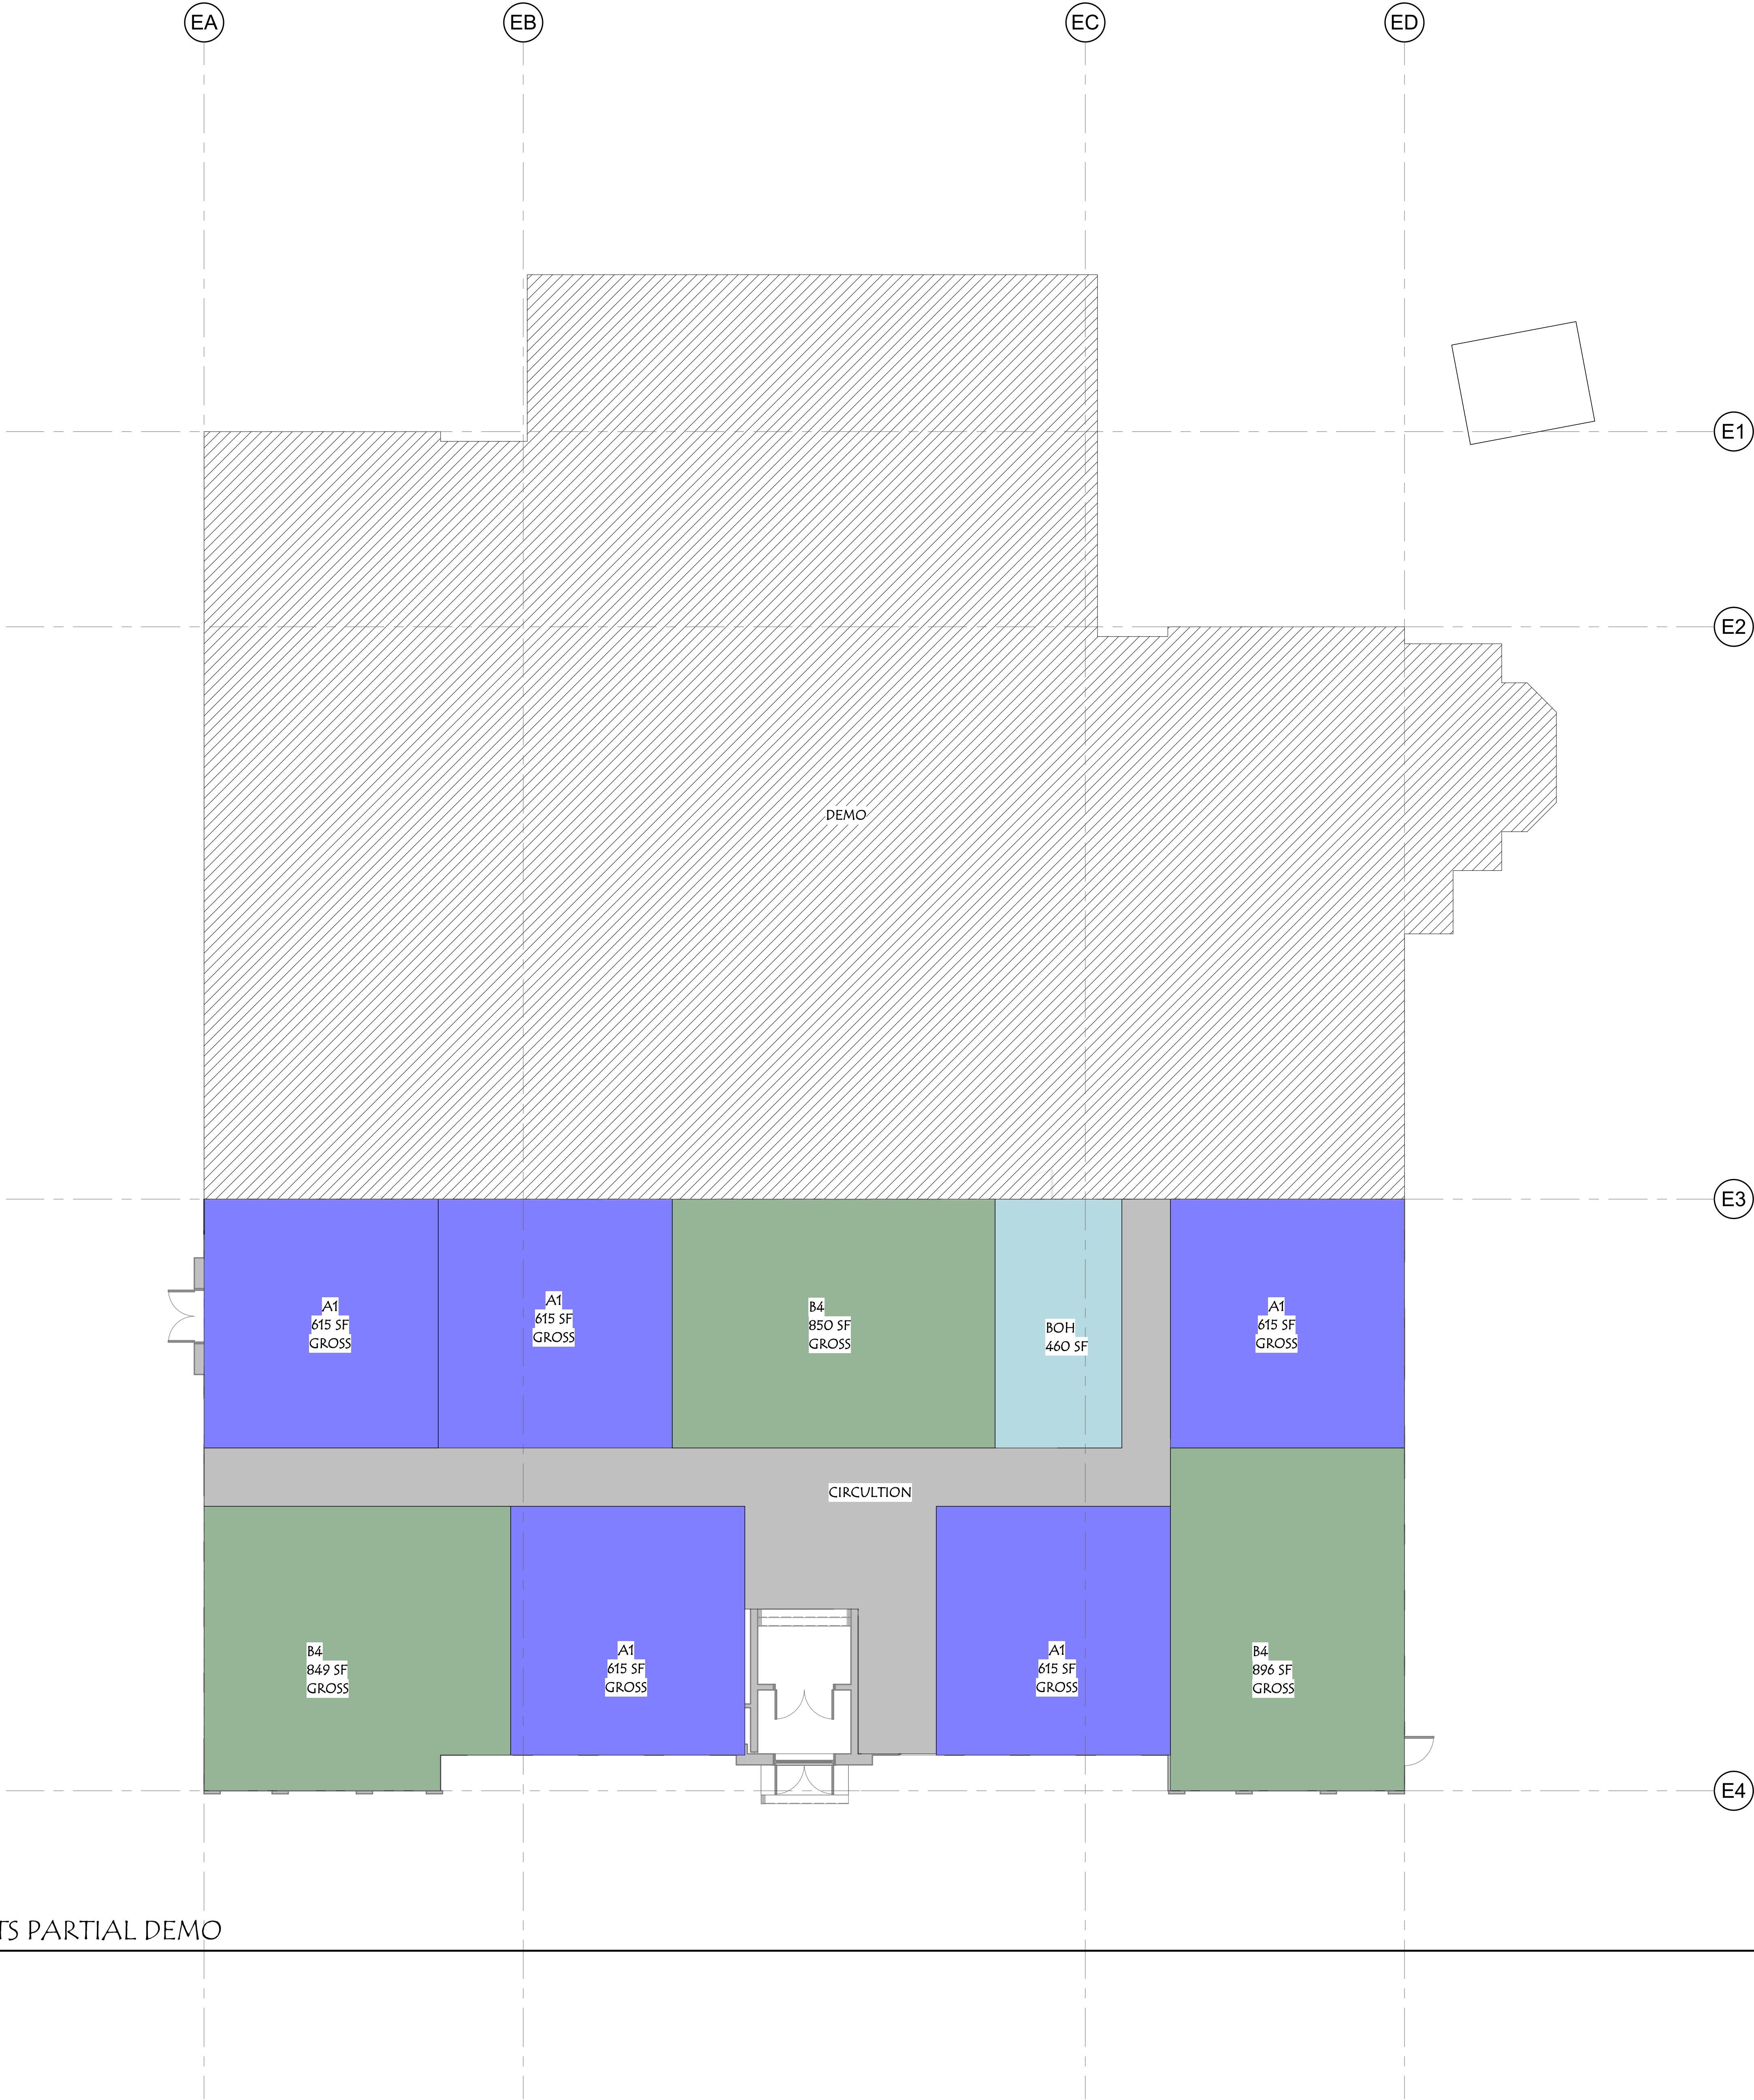 EA
EB
EC
ED
E1
E2
DEMO
E3
A1
615 SF
GROSS
A1
615 SF
GROSS
B4
850 SF
GROSS
BOH
460 SF
A1
615 SF
GROSS
CIRCULTION
B4
849 SF
GROSS
A1
615 SF
GROSS
A1
615 SF
GROSS
B4
896 SF
GROSS
E4
TS PARTIAL DEMO